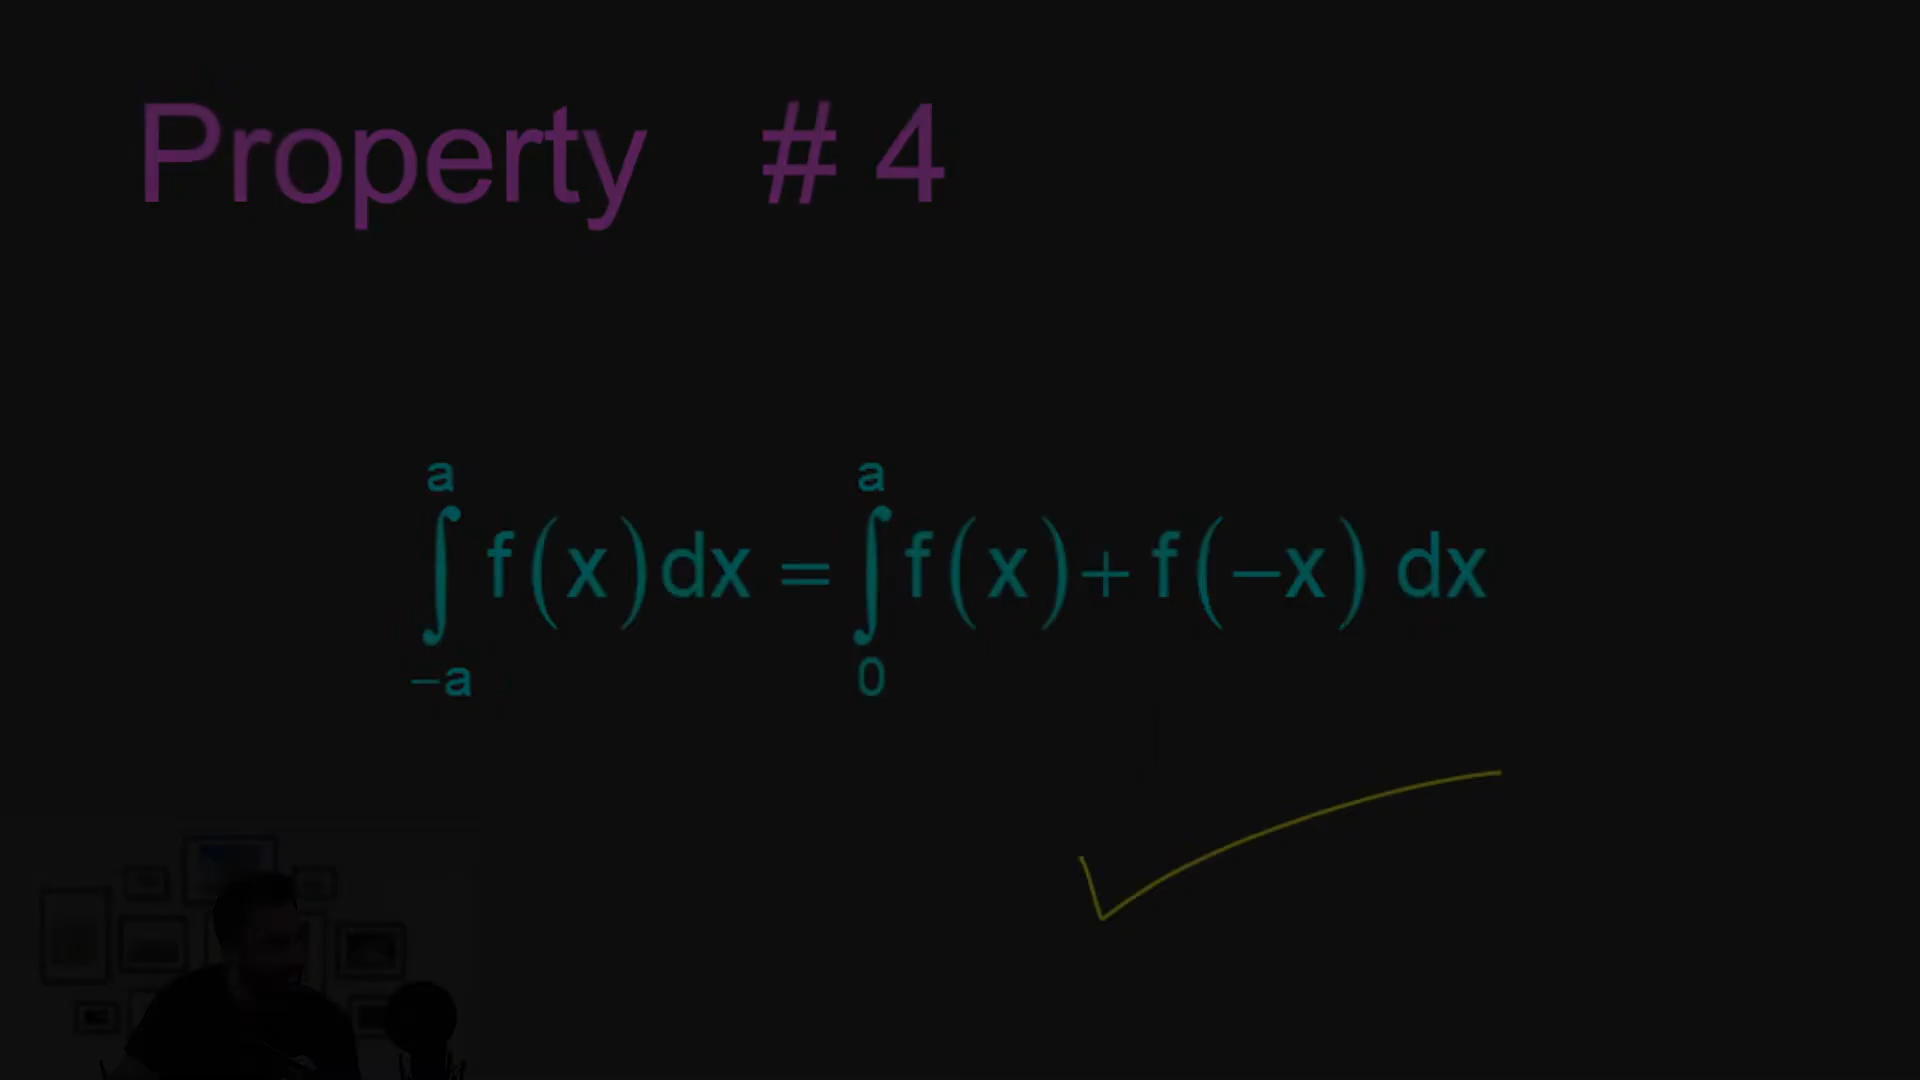 Property # 4
a a
∫ f(x)dx = ∫ f(x)+ f(−x) dx
−a 0